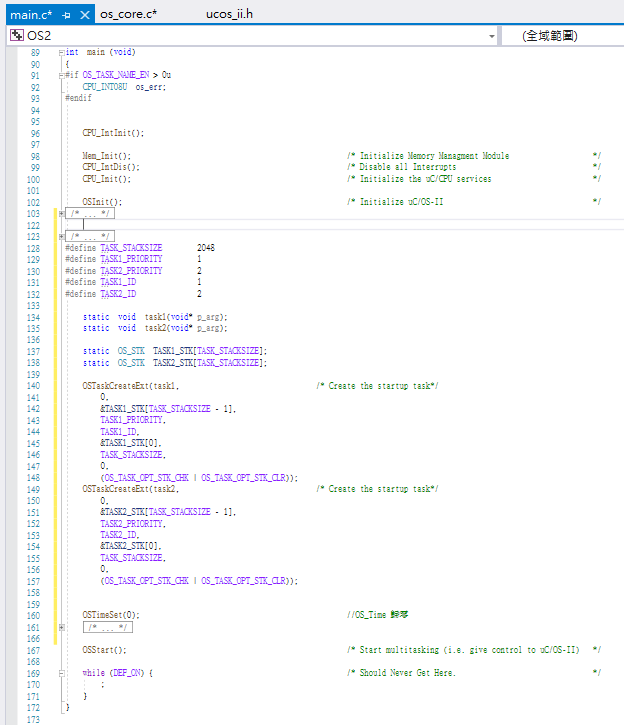 main.c* ucos_ii.h os_core.c*
OS2 (全域範圍)
89 int main (void)
90 {
91 #if OS_TASK_NAME_EN > 0u
92 CPU_INT08U os_err;
93 #endif
94
95
96 CPU_IntInit();
97
98 Mem_Init(); /* Initialize Memory Managment Module */
99 CPU_IntDis(); /* Disable all Interrupts */
100 CPU_Init(); /* Initialize the uC/CPU services */
101
102 OSInit(); /* Initialize uC/OS-II */
103 /* ... */
122
123 /* ... */
128 #define TASK_STACKSIZE 2048
129 #define TASK1_PRIORITY 1
130 #define TASK2_PRIORITY 2
131 #define TASK1_ID 1
132 #define TASK2_ID 2
133
134 static void task1(void* p_arg);
135 static void task2(void* p_arg);
136
137 static OS_STK TASK1_STK[TASK_STACKSIZE];
138 static OS_STK TASK2_STK[TASK_STACKSIZE];
139
140 OSTaskCreateExt(task1, /* Create the startup task*/
141 0,
142 &TASK1_STK[TASK_STACKSIZE - 1],
143 TASK1_PRIORITY,
144 TASK1_ID,
145 &TASK1_STK[0],
146 TASK_STACKSIZE,
147 0,
148 (OS_TASK_OPT_STK_CHK | OS_TASK_OPT_STK_CLR));
149 OSTaskCreateExt(task2, /* Create the startup task*/
150 0,
151 &TASK2_STK[TASK_STACKSIZE - 1],
152 TASK2_PRIORITY,
153 TASK2_ID,
154 &TASK2_STK[0],
155 TASK_STACKSIZE,
156 0,
157 (OS_TASK_OPT_STK_CHK | OS_TASK_OPT_STK_CLR));
158
159
160 OSTimeSet(0); //OS_Time 歸零
161 /* ... */
166
167 OSStart(); /* Start multitasking (i.e. give control to uC/OS-II) */
168
169 while (DEF_ON) { /* Should Never Get Here. */
170 ;
171 }
172 }
173